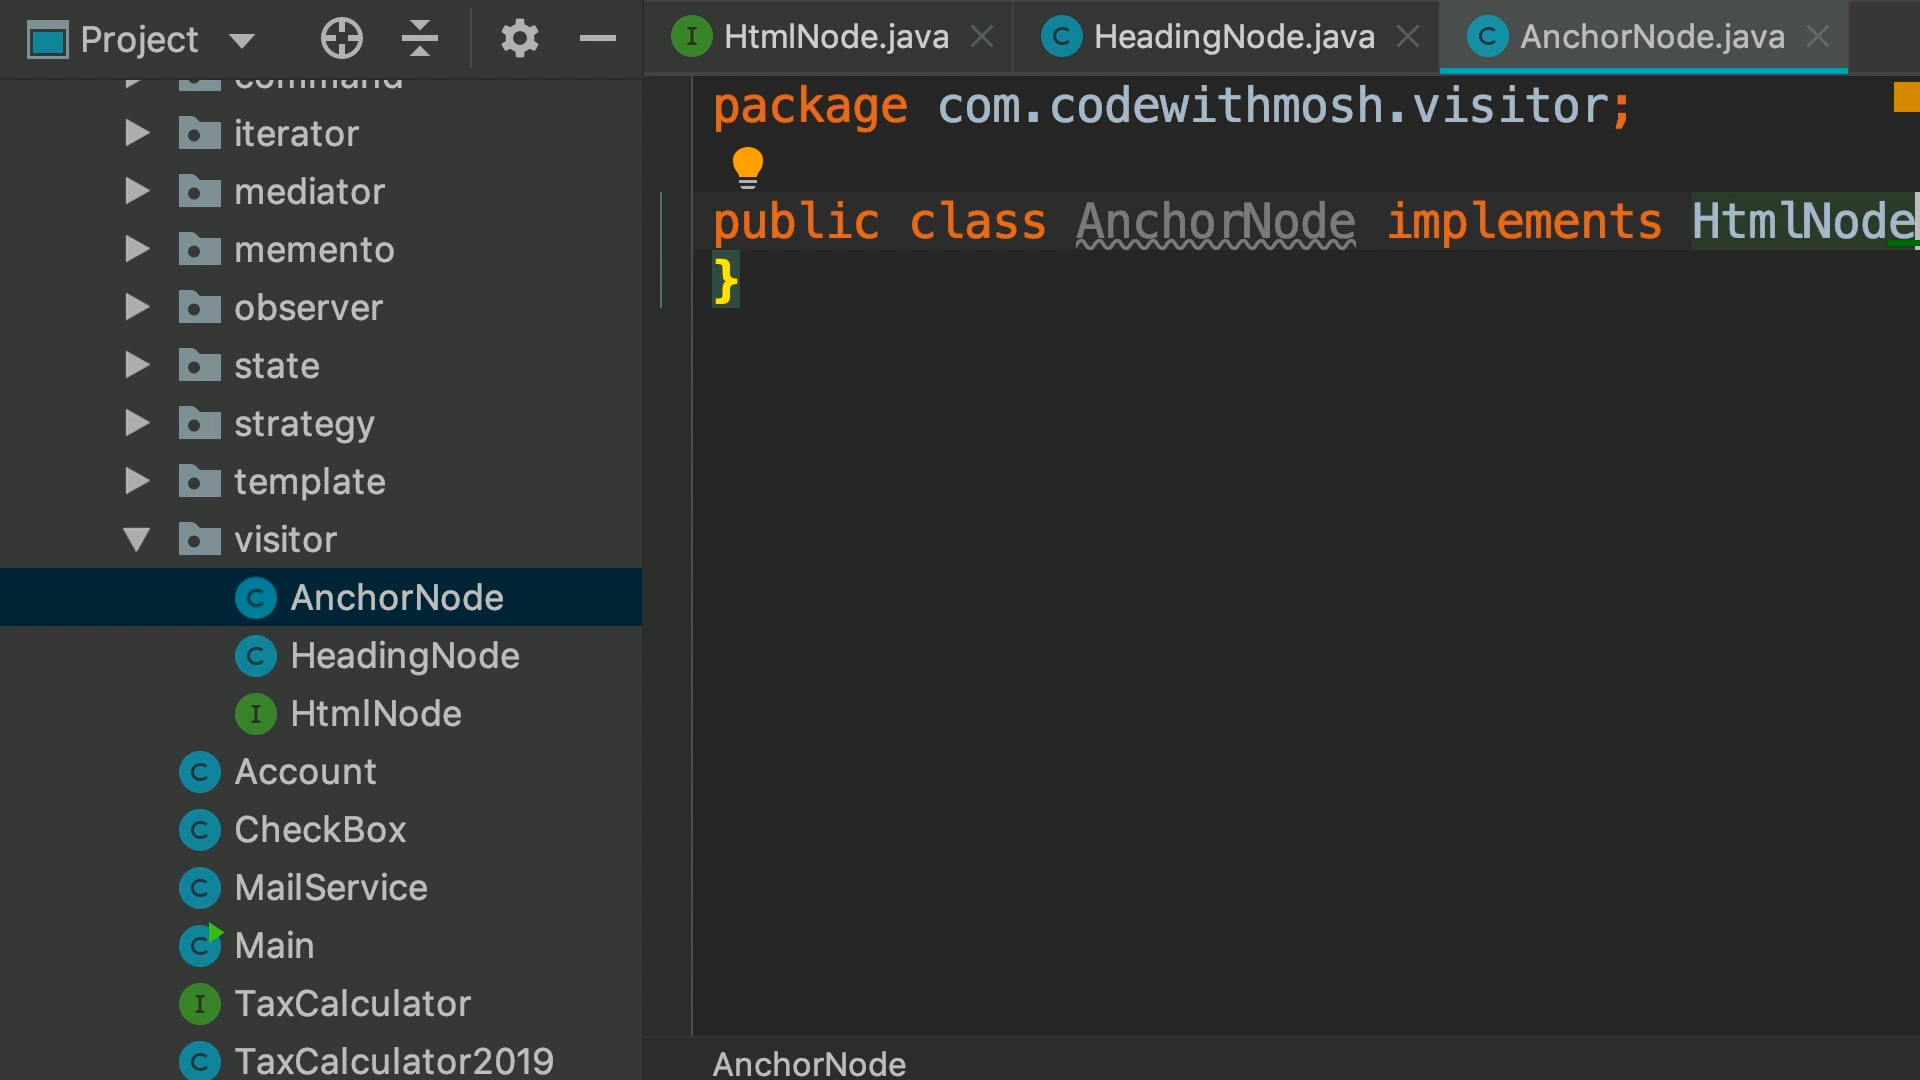 Project
HtmlNode.java
HeadingNode.java
AnchorNode.java
command
iterator
mediator
memento
observer
state
strategy
template
visitor
AnchorNode
HeadingNode
HtmlNode
Account
CheckBox
MailService
Main
TaxCalculator
TaxCalculator2019
package com.codewithmosh.visitor;
public class AnchorNode implements HtmlNode
}
AnchorNode